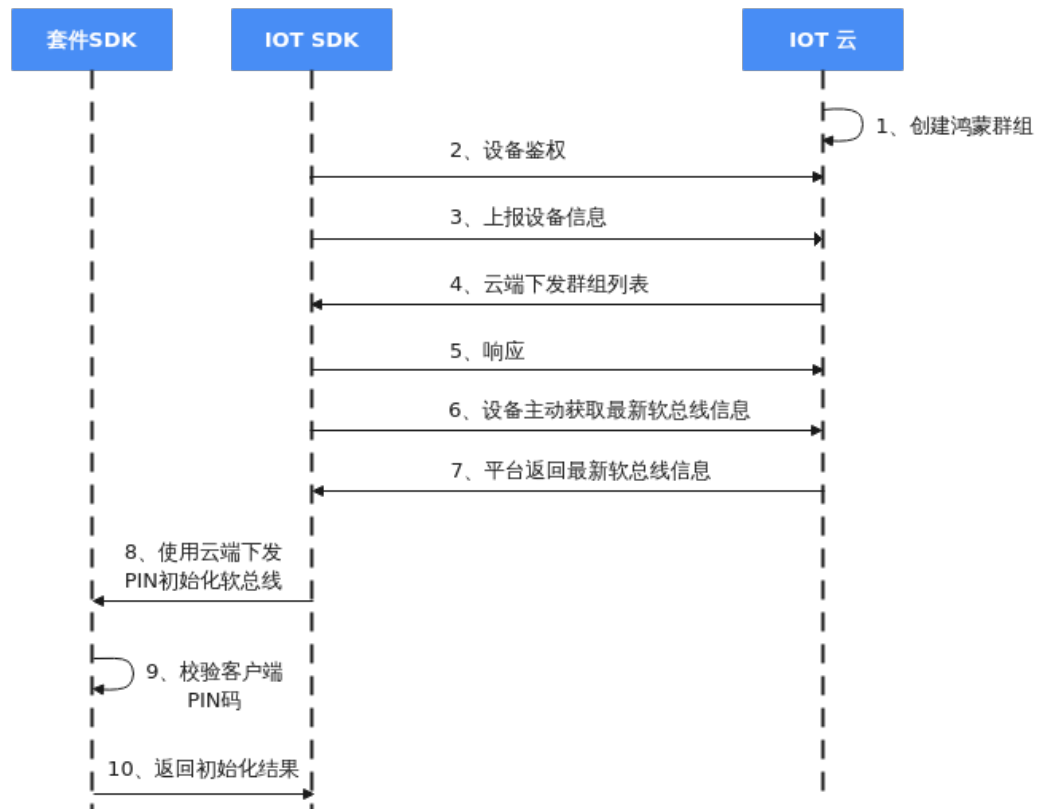 套件SDK
IOT SDK
IOT 云
1、创建鸿蒙群组
2、设备鉴权
3、上报设备信息
4、云端下发群组列表
5、响应
6、设备主动获取最新软总线信息
7、平台返回最新软总线信息
8、使用云端下发
PIN初始化软总线
9、校验客户端
PIN码
10、返回初始化结果